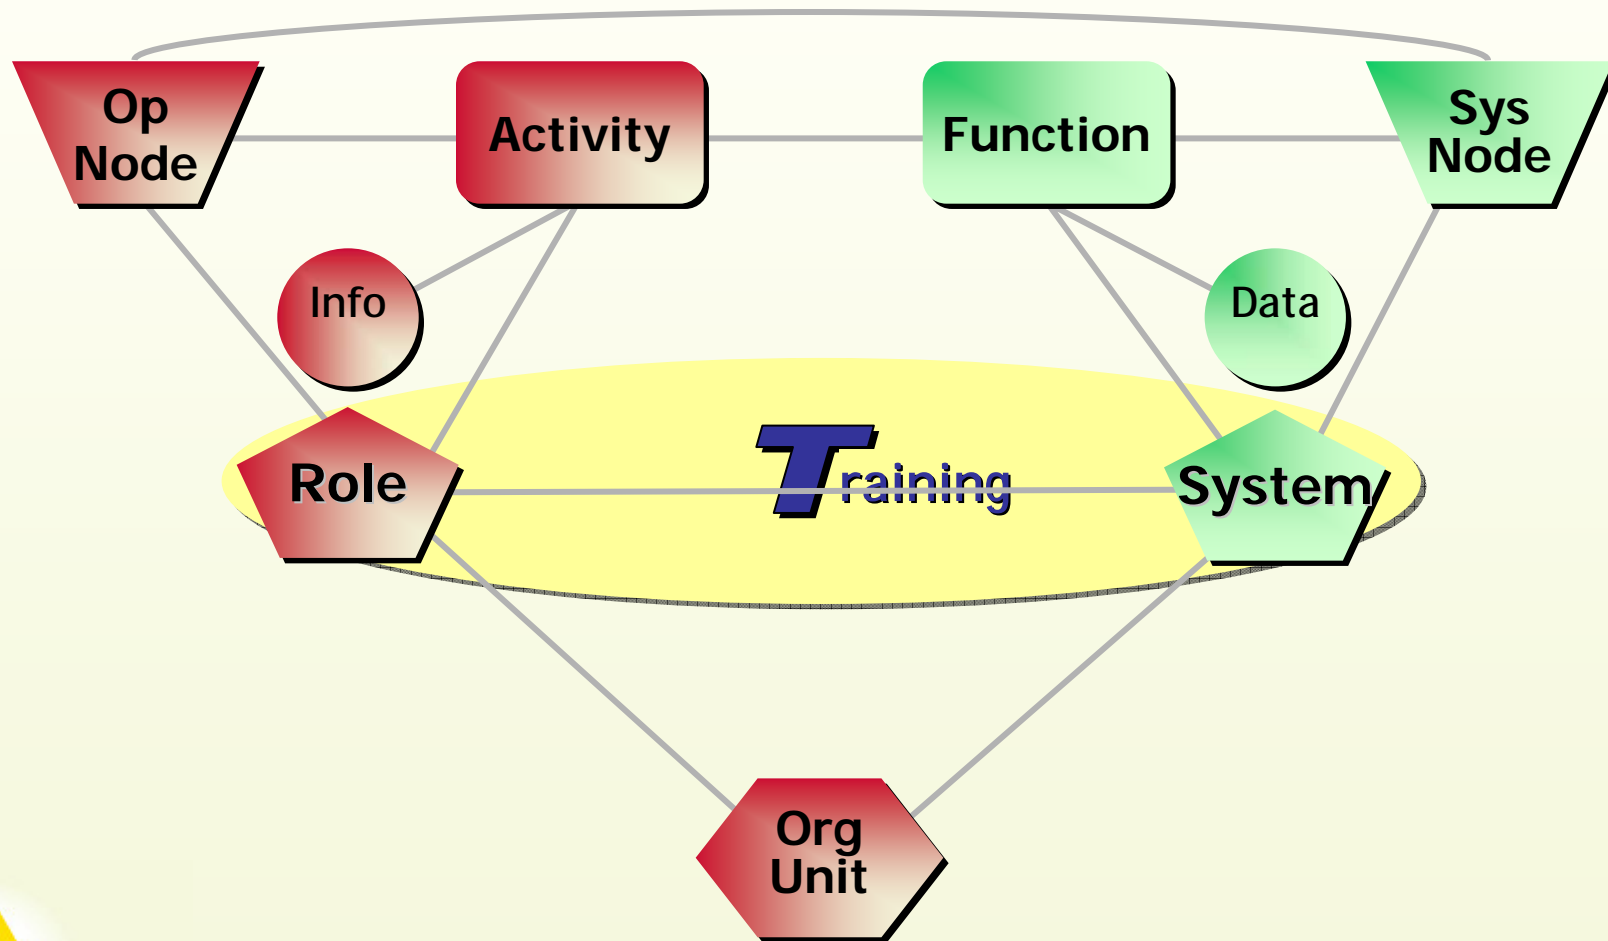 Op
Node
Activity
Function
Sys
Node
Info
Data
Role
Training
System
Org
Unit